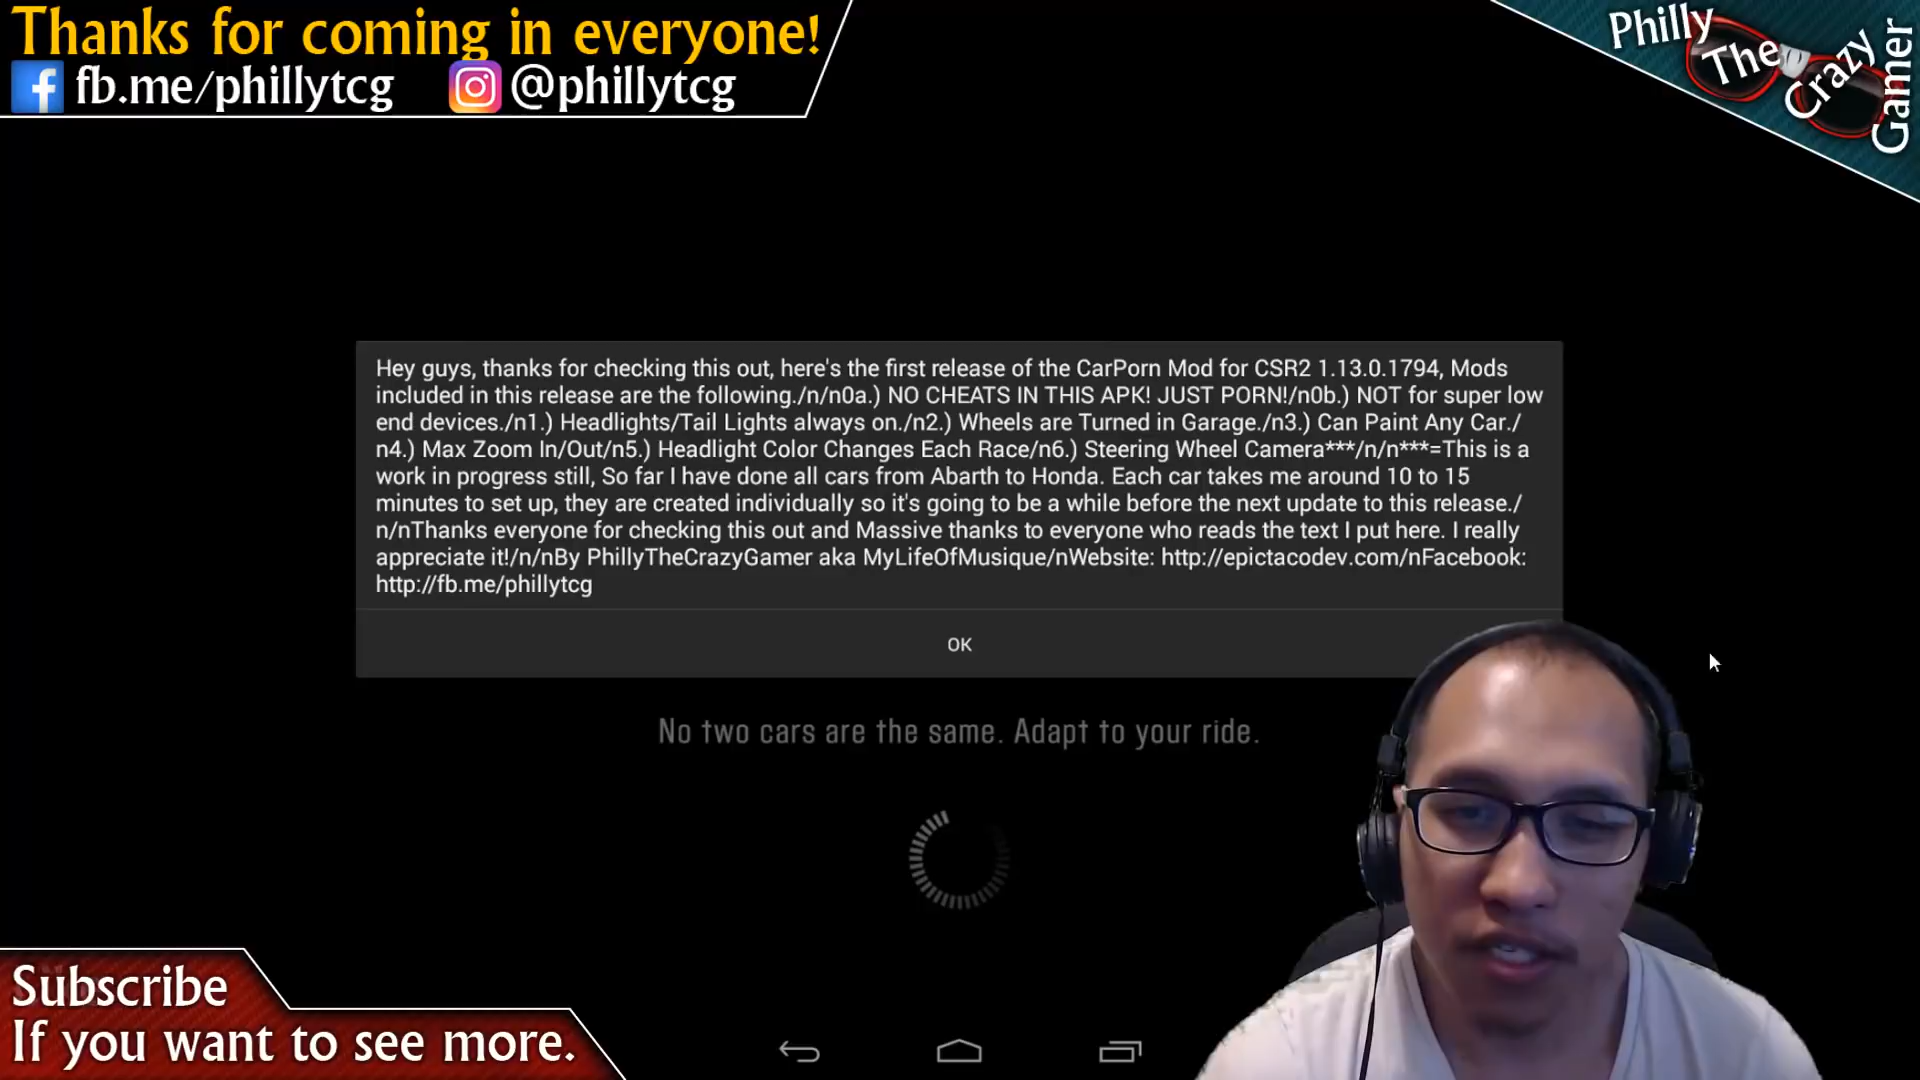 Thanks for coming in everyone!
fb.me/phillytcg @phillytcg
Philly
The
Crazy
Gamer
Hey guys, thanks for checking this out, here's the first release of the CarPorn Mod for CSR2 1.13.0.1794, Mods
included in this release are the following./n/n0a.) NO CHEATS IN THIS APK! JUST PORN!/n0b.) NOT for super low
end devices./n1.) Headlights/Tail Lights always on./n2.) Wheels are Turned in Garage./n3.) Can Paint Any Car./
n4.) Max Zoom In/Out/n5.) Headlight Color Changes Each Race/n6.) Steering Wheel Camera***/n/n***=This is a
work in progress still, So far I have done all cars from Abarth to Honda. Each car takes me around 10 to 15
minutes to set up, they are created individually so it's going to be a while before the next update to this release./
n/nThanks everyone for checking this out and Massive thanks to everyone who reads the text I put here. I really
appreciate it!/n/nBy PhillyTheCrazyGamer aka MyLifeOfMusique/nWebsite: http://epictacodev.com/nFacebook:
http://fb.me/phillytcg
OK
No two cars are the same. Adapt to your ride.
Subscribe
If you want to see more.